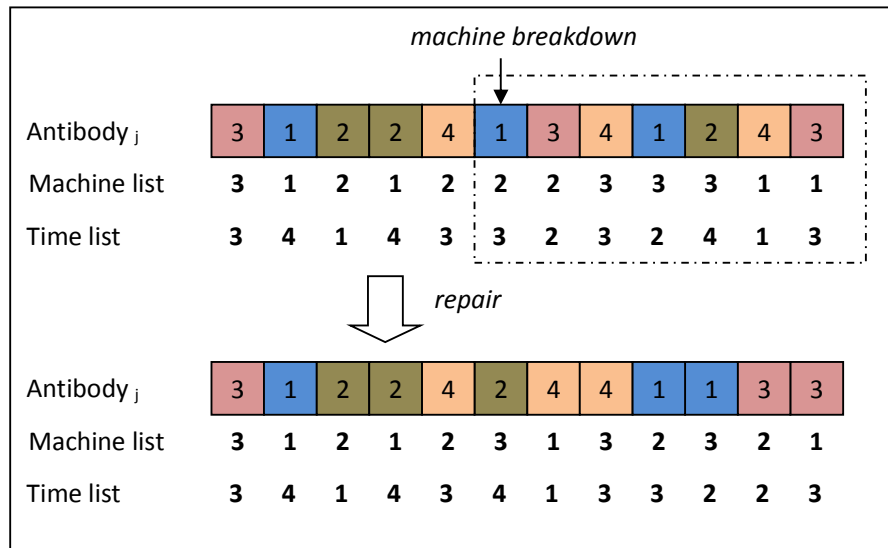 machine breakdown
Antibody j 3 1 2 2 4 1 3 4 1 2 4 3
Machine list 3 1 2 1 2 2 2 3 3 3 1 1
Time list 3 4 1 4 3 3 2 3 2 4 1 3
repair
Antibody j 3 1 2 2 4 2 4 4 1 1 3 3
Machine list 3 1 2 1 2 3 1 3 2 3 2 1
Time list 3 4 1 4 3 4 1 3 3 2 2 3